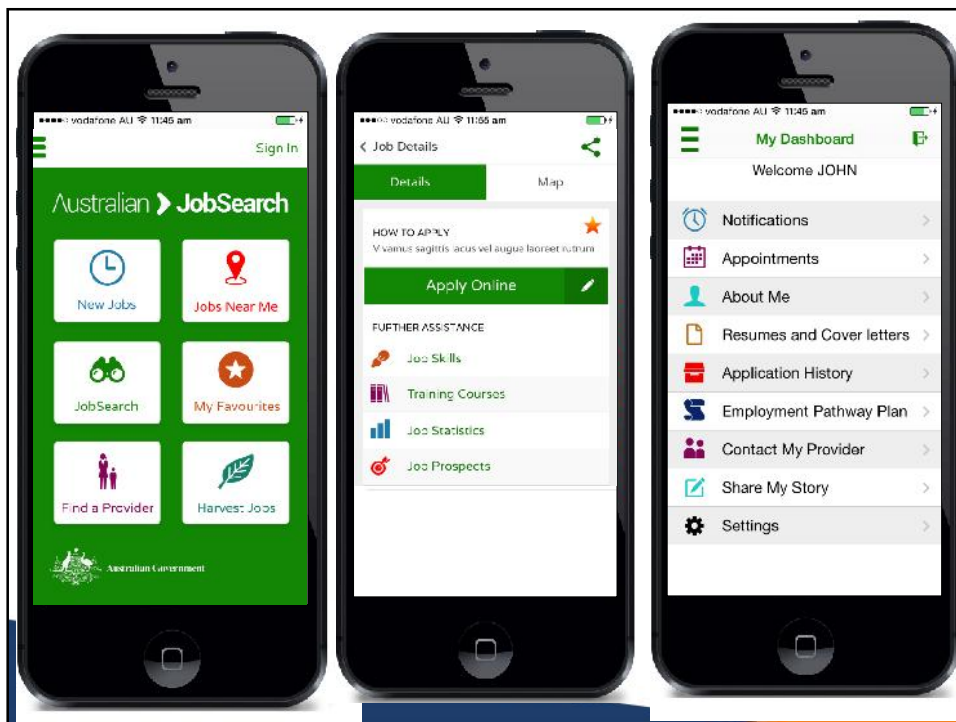 vodafone AU 11:45 am
Sign In
Australian JobSearch
New Jobs
Jobs Near Me
JobSearch
My Favourites
Find a Provider
Harvest Jobs
Australian Government
vodafone AU 11:55 am
Job Details
Details
Map
HOW TO APPLY
Vivamus sagittis lacus vel augue laoreet rutrum
Apply Online
FURTHER ASSISTANCE
Job Skills
Training Courses
Job Statistics
Job Prospects
vodafone AU 11:45 am
My Dashboard
Welcome JOHN
Notifications
Appointments
About Me
Resumes and Cover letters
Application History
Employment Pathway Plan
Contact My Provider
Share My Story
Settings